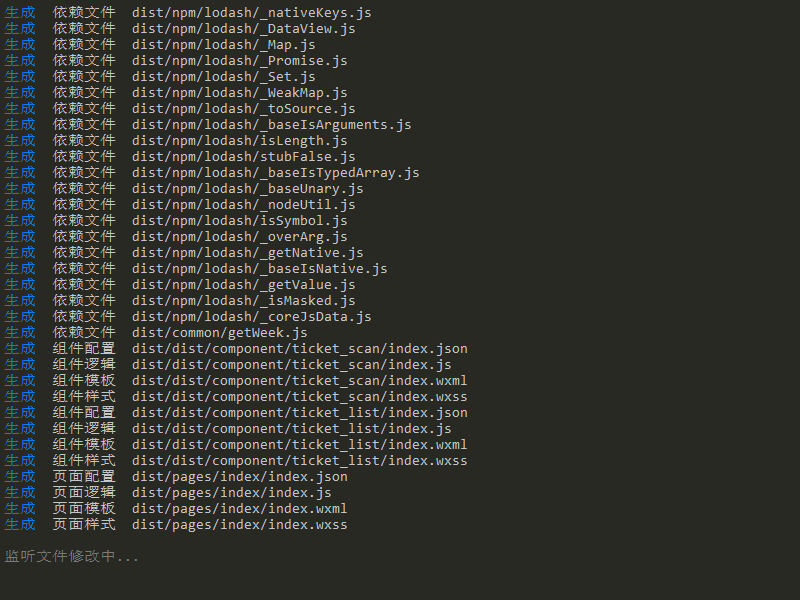 生成 依赖文件 dist/npm/lodash/_nativeKeys.js
生成 依赖文件 dist/npm/lodash/_DataView.js
生成 依赖文件 dist/npm/lodash/_Map.js
生成 依赖文件 dist/npm/lodash/_Promise.js
生成 依赖文件 dist/npm/lodash/_Set.js
生成 依赖文件 dist/npm/lodash/_WeakMap.js
生成 依赖文件 dist/npm/lodash/_toSource.js
生成 依赖文件 dist/npm/lodash/_baseIsArguments.js
生成 依赖文件 dist/npm/lodash/isLength.js
生成 依赖文件 dist/npm/lodash/stubFalse.js
生成 依赖文件 dist/npm/lodash/_baseIsTypedArray.js
生成 依赖文件 dist/npm/lodash/_baseUnary.js
生成 依赖文件 dist/npm/lodash/_nodeUtil.js
生成 依赖文件 dist/npm/lodash/isSymbol.js
生成 依赖文件 dist/npm/lodash/_overArg.js
生成 依赖文件 dist/npm/lodash/_getNative.js
生成 依赖文件 dist/npm/lodash/_baseIsNative.js
生成 依赖文件 dist/npm/lodash/_getValue.js
生成 依赖文件 dist/npm/lodash/_isMasked.js
生成 依赖文件 dist/npm/lodash/_coreJsData.js
生成 依赖文件 dist/common/getWeek.js
生成 组件配置 dist/dist/component/ticket_scan/index.json
生成 组件逻辑 dist/dist/component/ticket_scan/index.js
生成 组件模板 dist/dist/component/ticket_scan/index.wxml
生成 组件样式 dist/dist/component/ticket_scan/index.wxss
生成 组件配置 dist/dist/component/ticket_list/index.json
生成 组件逻辑 dist/dist/component/ticket_list/index.js
生成 组件模板 dist/dist/component/ticket_list/index.wxml
生成 组件样式 dist/dist/component/ticket_list/index.wxss
生成 页面配置 dist/pages/index/index.json
生成 页面逻辑 dist/pages/index/index.js
生成 页面模板 dist/pages/index/index.wxml
生成 页面样式 dist/pages/index/index.wxss
监听文件修改中...